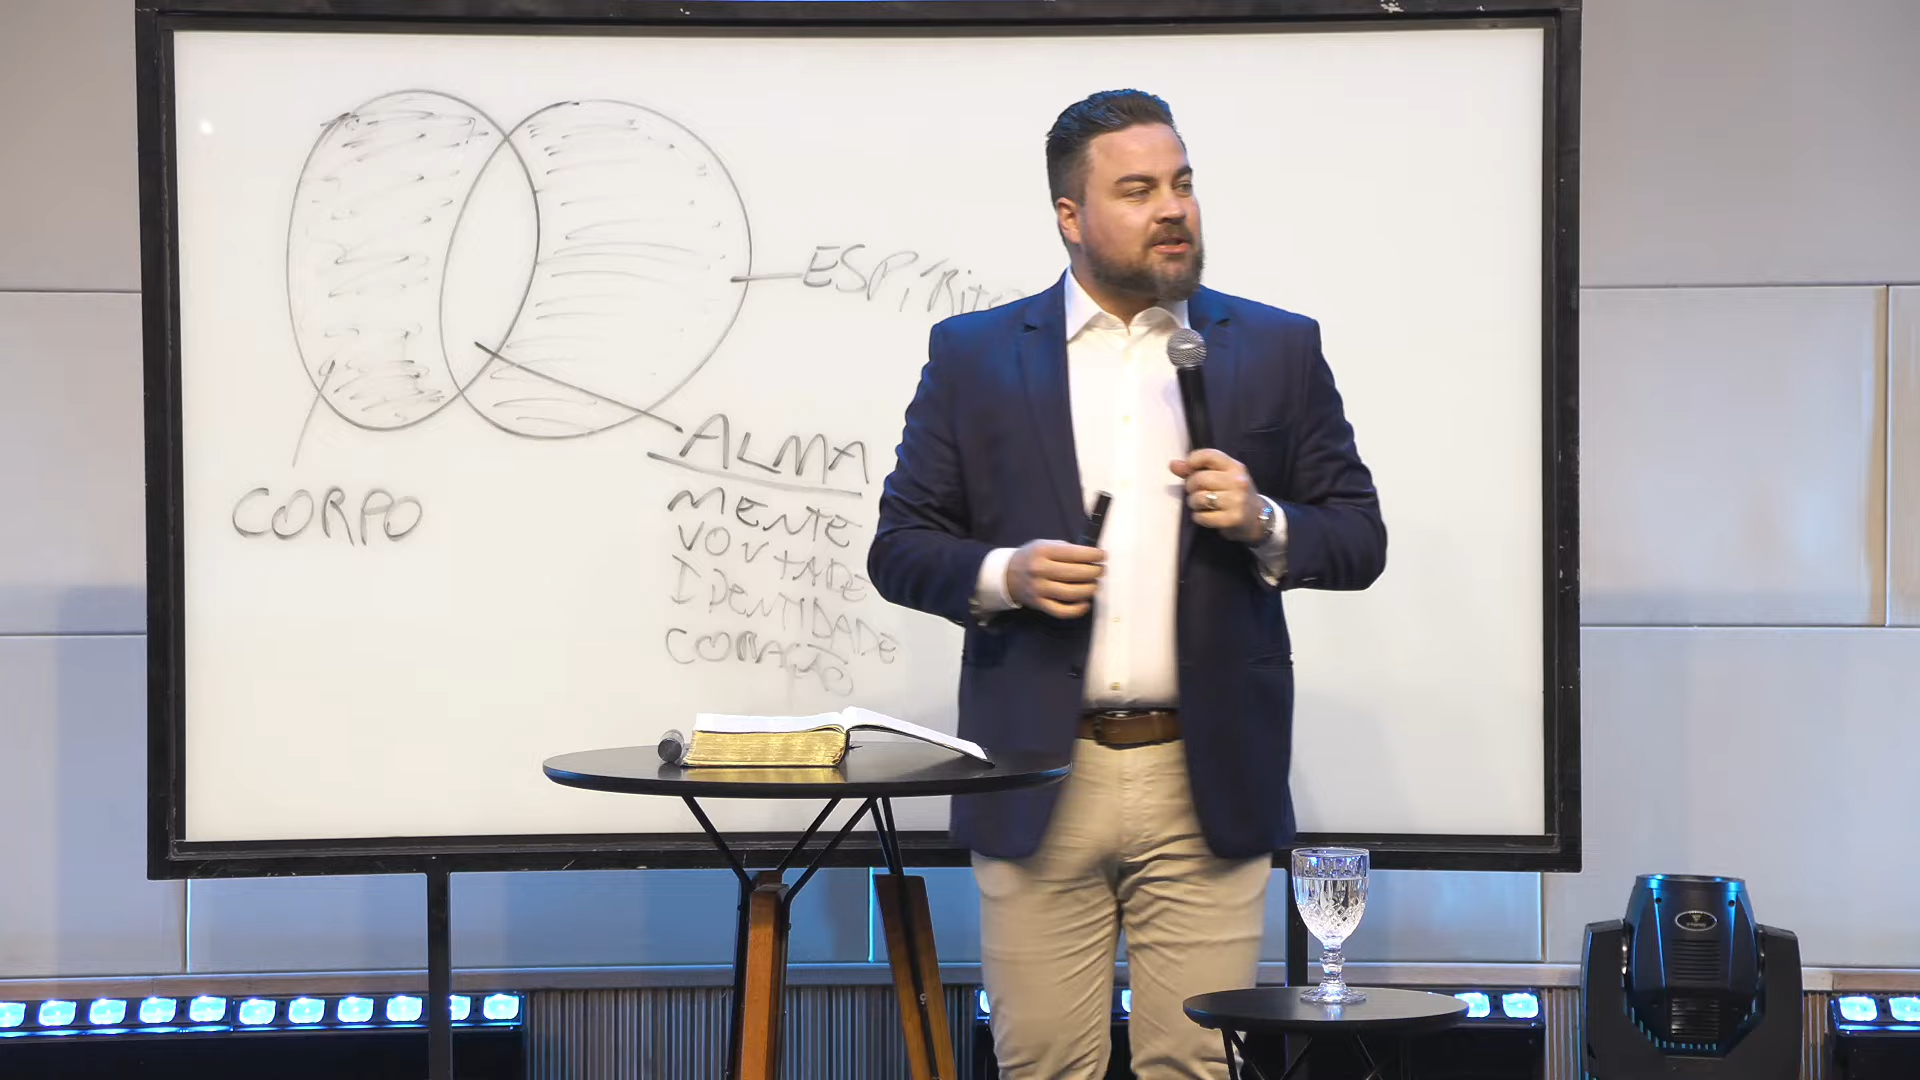 ESPÍRITO
ALMA
CORPO
MENTE
VONTADE
IDENTIDADE
CORAÇÃO